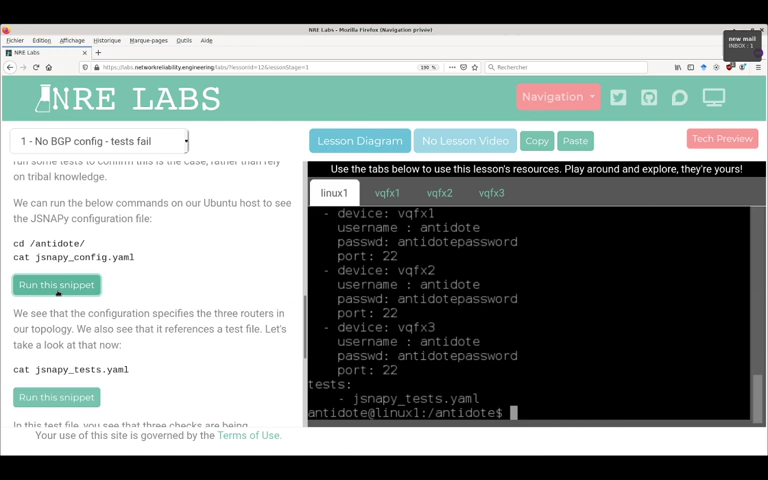 NRE Labs - Mozilla Firefox (Navigation privée)
new mail
INBOX : 1
Fichier Édition Affichage Historique Marque-pages Outils Aide
NRE Labs
https://labs.networkreliability.engineering/labs/?lessonId=12&lessonStage=1
190 %
Rechercher
NRE LABS
Navigation
1 - No BGP config - tests fail
Lesson Diagram
No Lesson Video
Copy
Paste
Tech Preview
run some tests to confirm this is the case, rather than rely
on tribal knowledge.
We can run the below commands on our Ubuntu host to see
the JSNAPy configuration file:
cd /antidote/
cat jsnapy_config.yaml
Run this snippet
We see that the configuration specifies the three routers in
our topology. We also see that it references a test file. Let's
take a look at that now:
cat jsnapy_tests.yaml
Run this snippet
In this test file, you see that three checks are being
Use the tabs below to use this lesson's resources. Play around and explore, they're yours!
linux1 vqfx1 vqfx2 vqfx3
- device: vqfx1
username : antidote
passwd: antidotepassword
port: 22
- device: vqfx2
username : antidote
passwd: antidotepassword
port: 22
- device: vqfx3
username : antidote
passwd: antidotepassword
port: 22
tests:
- jsnapy_tests.yaml
antidote@linux1:/antidote$
Your use of this site is governed by the Terms of Use.